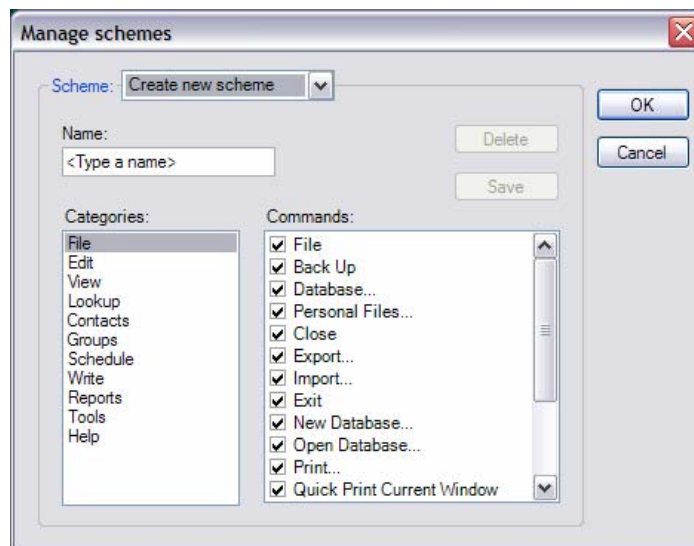 Manage schemes
Scheme: Create new scheme
OK
Name:
Delete
<Type a name>
Cancel
Save
Categories:
Commands:
File
Edit
View
Lookup
Contacts
Groups
Schedule
Write
Reports
Tools
Help
File
Back Up
Database...
Personal Files...
Close
Export...
Import...
Exit
New Database...
Open Database...
Print...
Quick Print Current Window